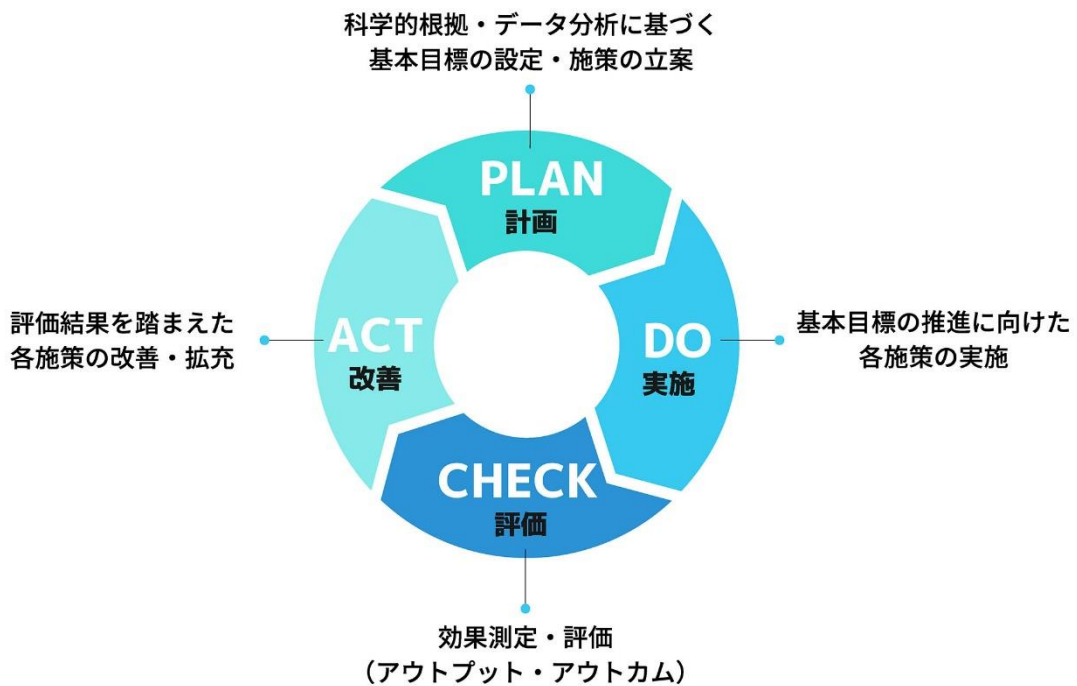 科学的根拠・データ分析に基づく
基本目標の設定・施策の立案
PLAN
計画
DO
実施
基本目標の推進に向けた
各施策の実施
CHECK
評価
効果測定・評価
（アウトプット・アウトカム）
ACT
改善
評価結果を踏まえた
各施策の改善・拡充